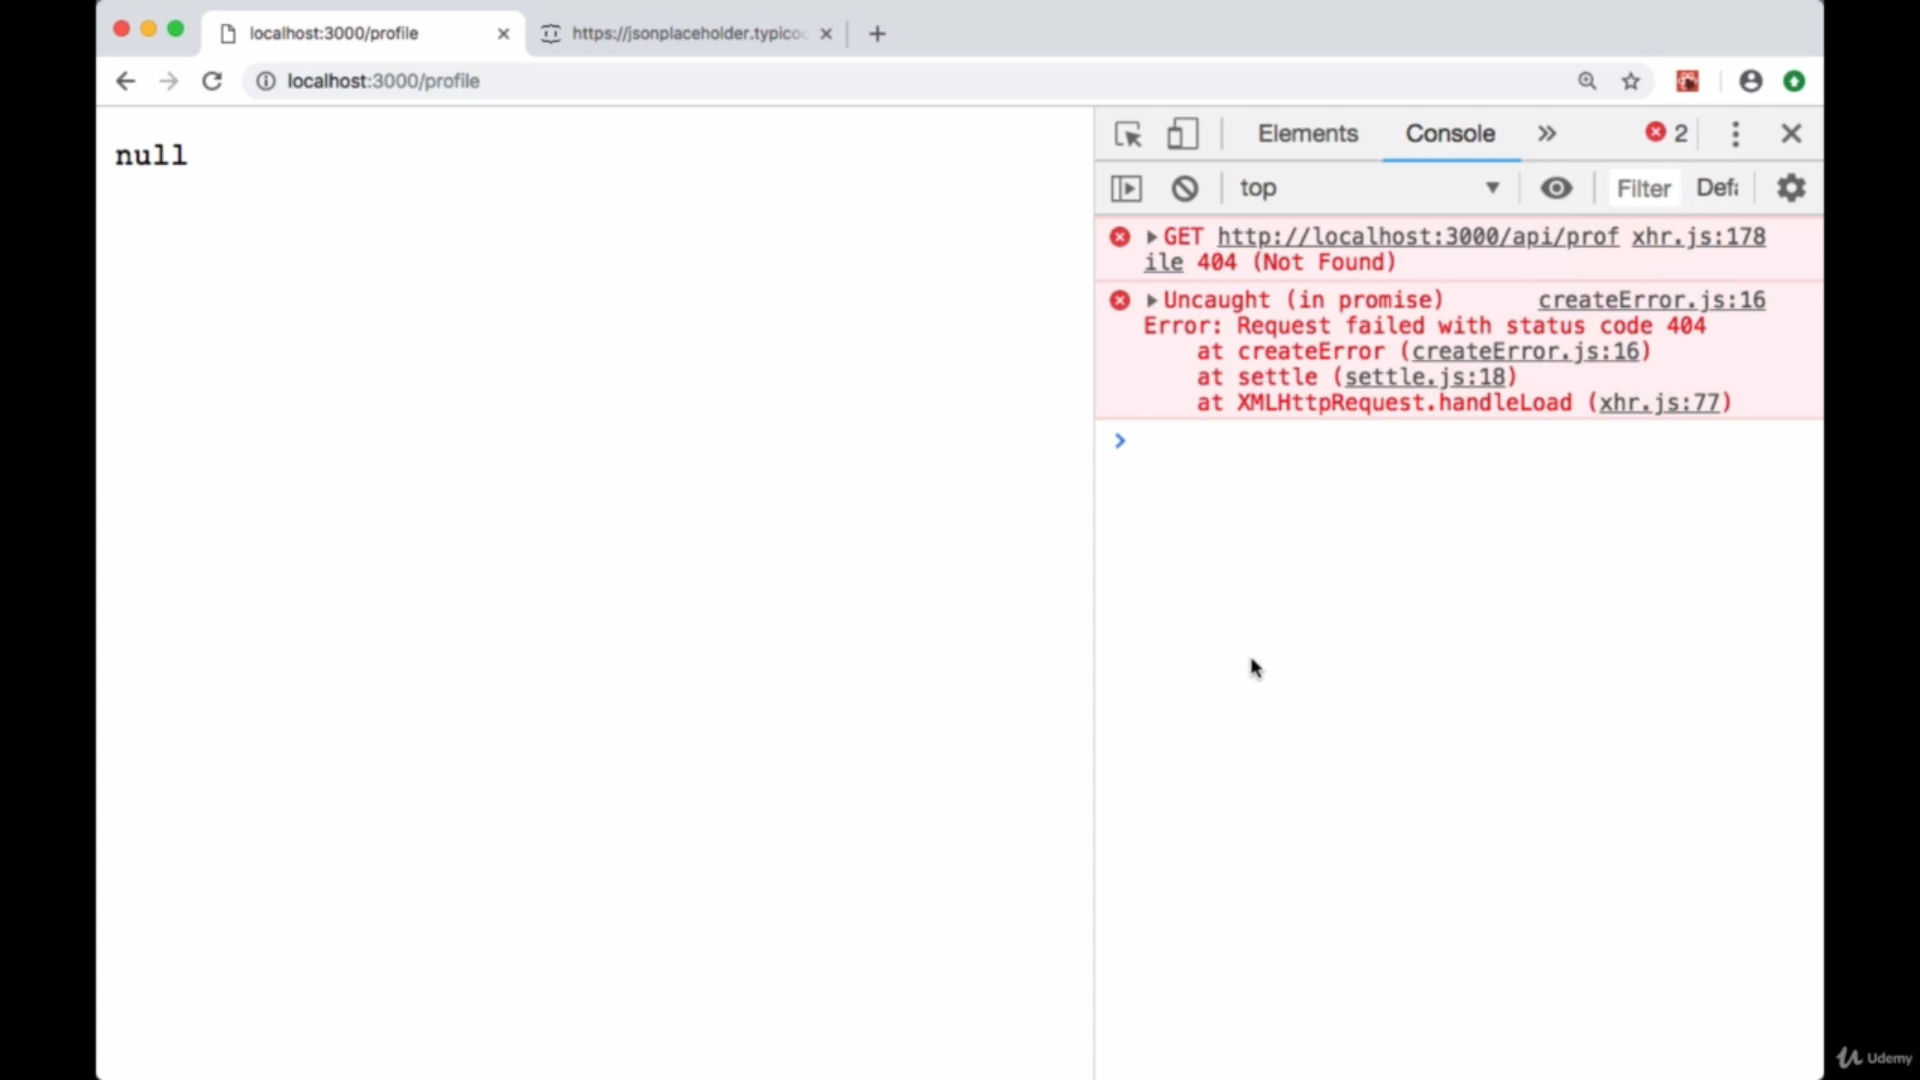 localhost:3000/profile
https://jsonplaceholder.typico
localhost:3000/profile
null
Elements Console 2
top Filter
GET http://localhost:3000/api/prof xhr.js:178
ile 404 (Not Found)
Uncaught (in promise) createError.js:16
Error: Request failed with status code 404
at createError (createError.js:16)
at settle (settle.js:18)
at XMLHttpRequest.handleLoad (xhr.js:77)
Udemy